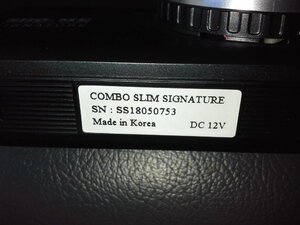 COMBO SLIM SIGNATURE
SN : SS18050753
Made in Korea DC 12V